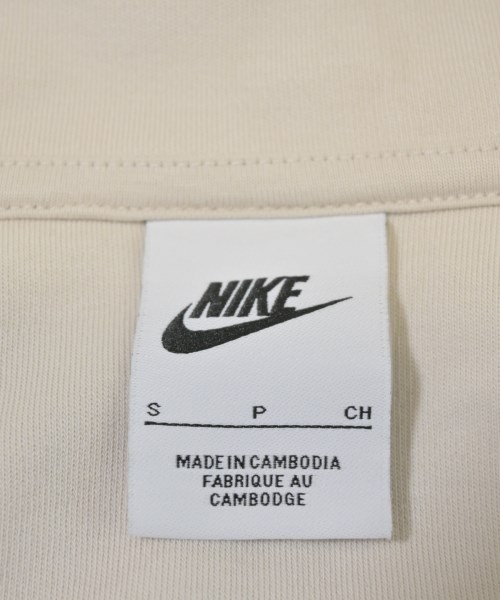 NIKE
S P CH
MADE IN CAMBODIA
FABRIQUE AU
CAMBODGE